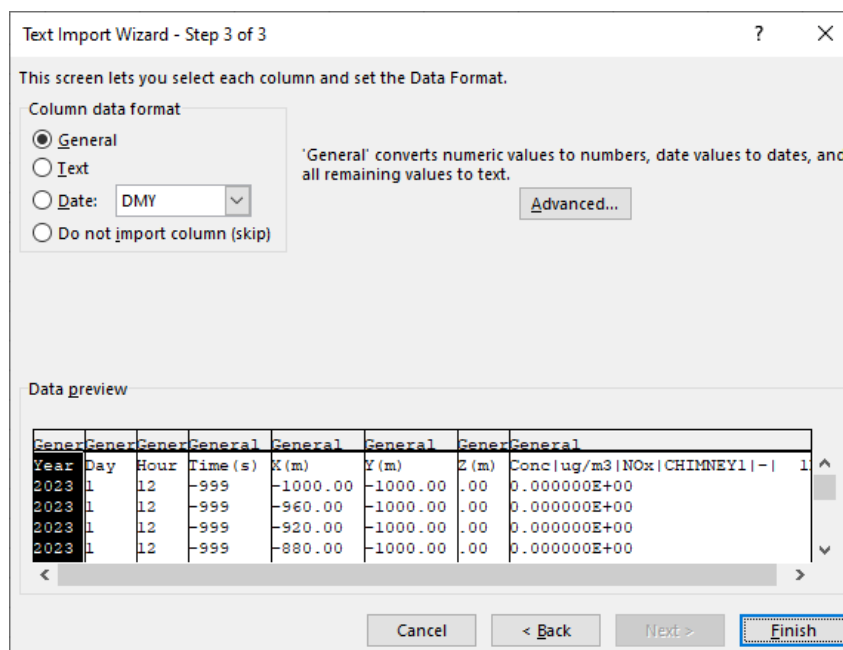 Text Import Wizard - Step 3 of 3
This screen lets you select each column and set the Data Format.
Column data format
General
Text
Date: DMY
Do not import column (skip)
'General' converts numeric values to numbers, date values to dates, and
all remaining values to text.
Advanced...
Data preview
Gener Gener Gener General General General Gener General
Year Day Hour Time(s) X(m) Y(m) Z(m) Conc|ug/m3|NOx|CHIMNEY1|-|
2023 1 12 -999 -1000.00 -1000.00 .00 0.000000E+00
2023 1 12 -999 -960.00 -1000.00 .00 0.000000E+00
2023 1 12 -999 -920.00 -1000.00 .00 0.000000E+00
2023 1 12 -999 -880.00 -1000.00 .00 0.000000E+00
Cancel < Back Next > Finish